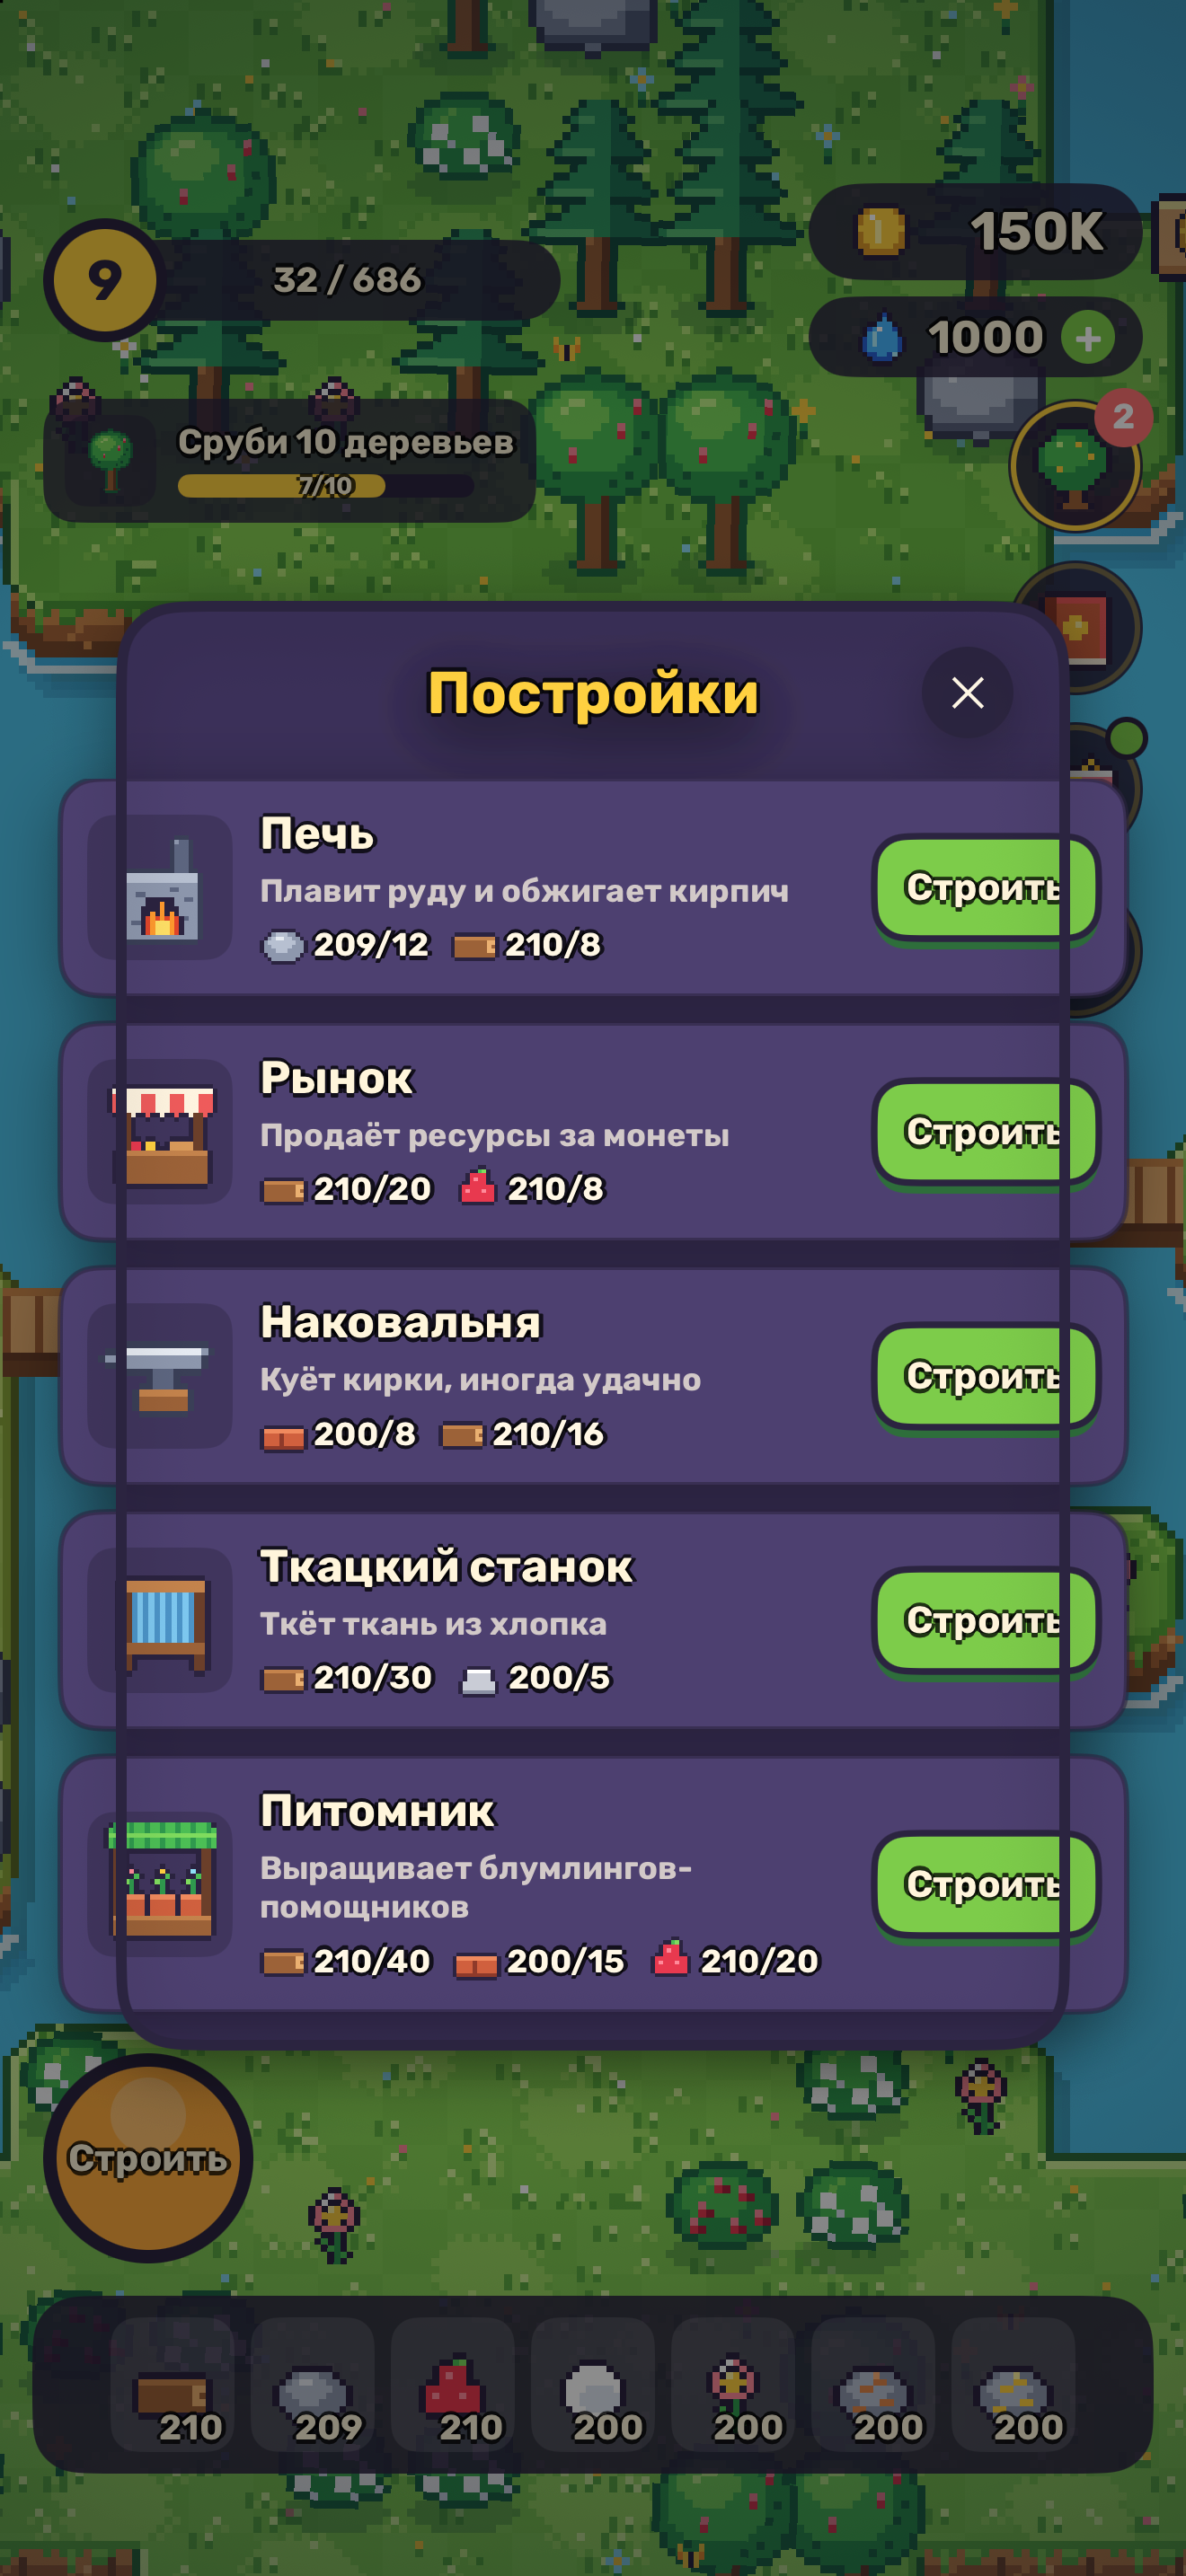 150K
9
32 / 686
1000
+
2
Сруби 10 деревьев
7/10
Постройки
Печь
Плавит руду и обжигает кирпич
209/12 210/8
Строить
Рынок
Продаёт ресурсы за монеты
210/20 210/8
Строить
Наковальня
Куёт кирки, иногда удачно
200/8 210/16
Строить
Ткацкий станок
Ткёт ткань из хлопка
210/30 200/5
Строить
Питомник
Выращивает блумлингов-
помощников
210/40 200/15 210/20
Строить
Строить
210 209 210 200 200 200 200